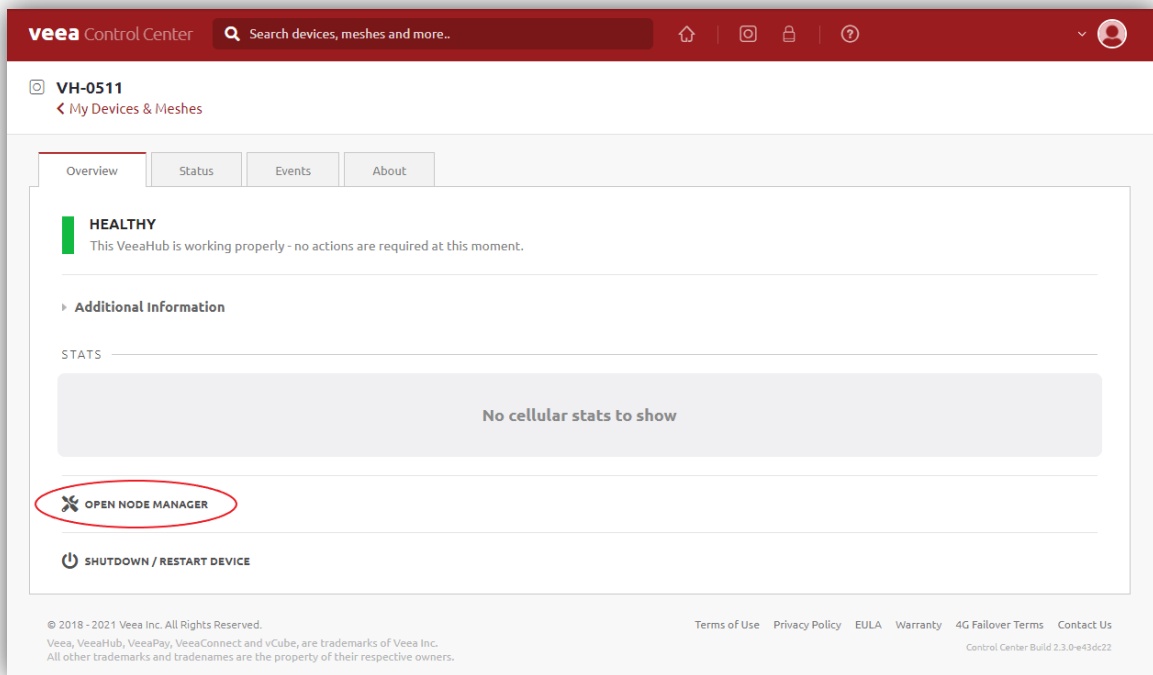 veea Control Center
Search devices, meshes and more..
VH-0511
My Devices & Meshes
Overview
Status
Events
About
HEALTHY
This VeeaHub is working properly - no actions are required at this moment.
Additional Information
STATS
No cellular stats to show
OPEN NODE MANAGER
SHUTDOWN / RESTART DEVICE
© 2018 - 2021 Veea Inc. All Rights Reserved.
Terms of Use Privacy Policy EULA Warranty 4G Failover Terms Contact Us
Veea, VeeaHub, VeeaPay, VeeaConnect and vCube, are trademarks of Veea Inc.
All other trademarks and tradenames are the property of their respective owners.
Control Center Build 2.3.0-e43dc22